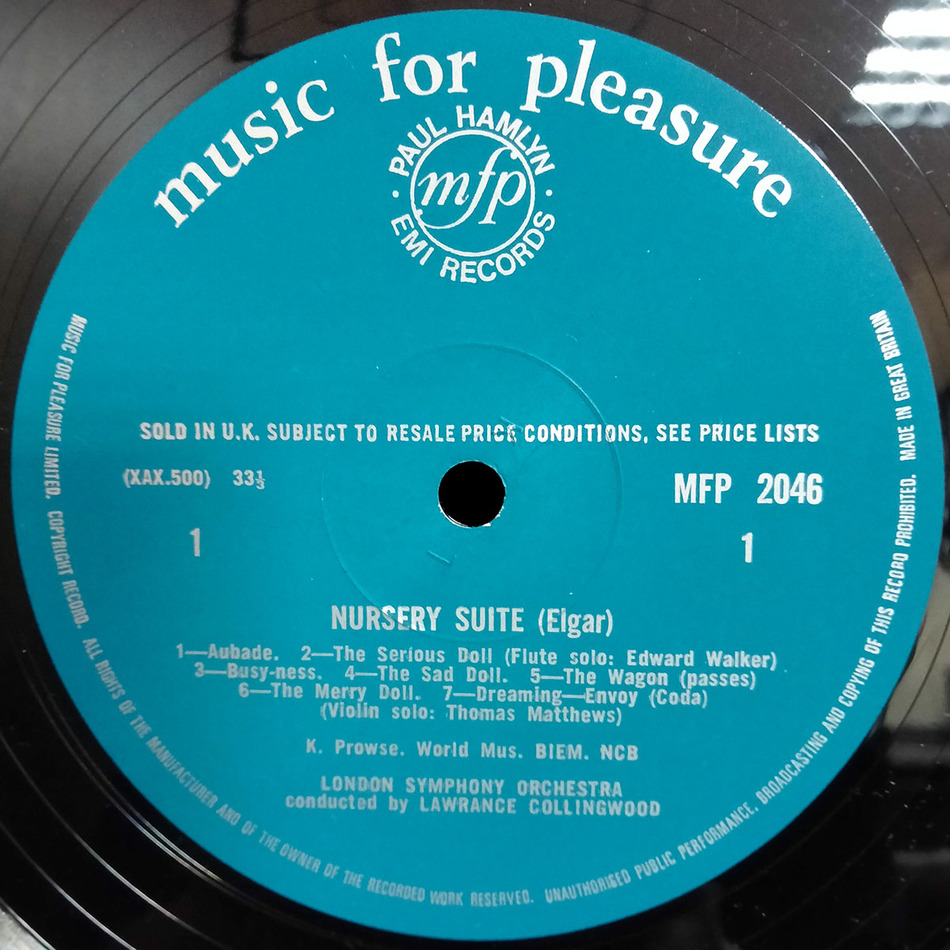 music for pleasure
PAUL HAMLYN
mfp
EMI RECORDS
SOLD IN U.K. SUBJECT TO RESALE PRICE CONDITIONS, SEE PRICE LISTS
(XAX.500) 33⅓
MFP 2046
1
1
NURSERY SUITE (Elgar)
1—Aubade. 2—The Serious Doll (Flute solo: Edward Walker)
3—Busy-ness. 4—The Sad Doll. 5—The Wagon (passes)
6—The Merry Doll. 7—Dreaming—Envoy (Coda)
(Violin solo: Thomas Matthews)
K. Prowse. World Mus. BIEM. NCB
LONDON SYMPHONY ORCHESTRA
conducted by LAWRANCE COLLINGWOOD
MUSIC FOR PLEASURE LIMITED. COPYRIGHT RECORD. ALL RIGHTS OF THE MANUFACTURER AND OF THE OWNER OF THE RECORDED WORK RESERVED. UNAUTHORISED PUBLIC PERFORMANCE. BROADCASTING AND COPYING OF THIS RECORD PROHIBITED. MADE IN GREAT BRITAIN